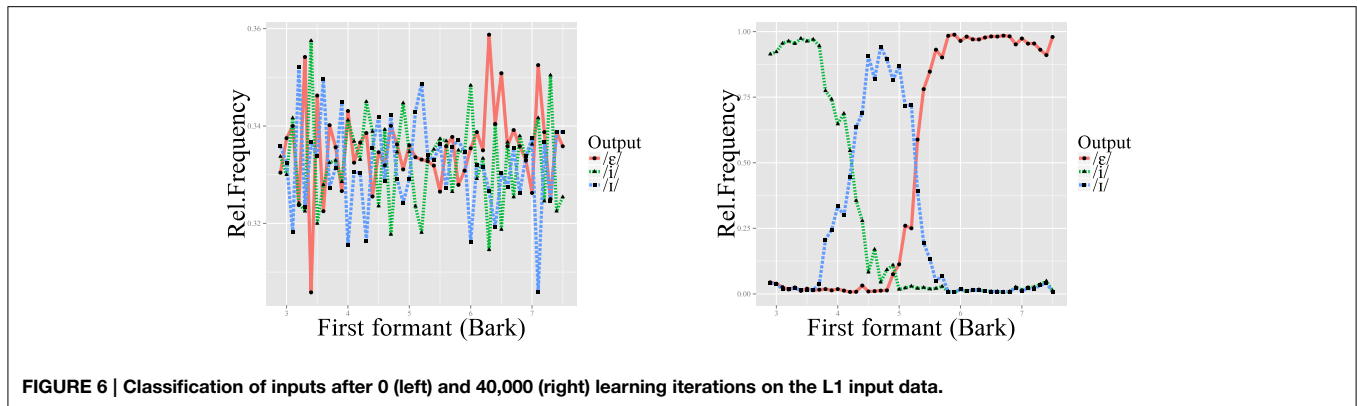 0.36
0.34
0.32
Rel.Frequency
3 4 5 6 7
First formant (Bark)
Output
/ɛ/
/i/
/ɪ/
1.00
0.75
0.50
0.25
0.00
Rel.Frequency
3 4 5 6 7
First formant (Bark)
Output
/ɛ/
/i/
/ɪ/
FIGURE 6 | Classification of inputs after 0 (left) and 40,000 (right) learning iterations on the L1 input data.